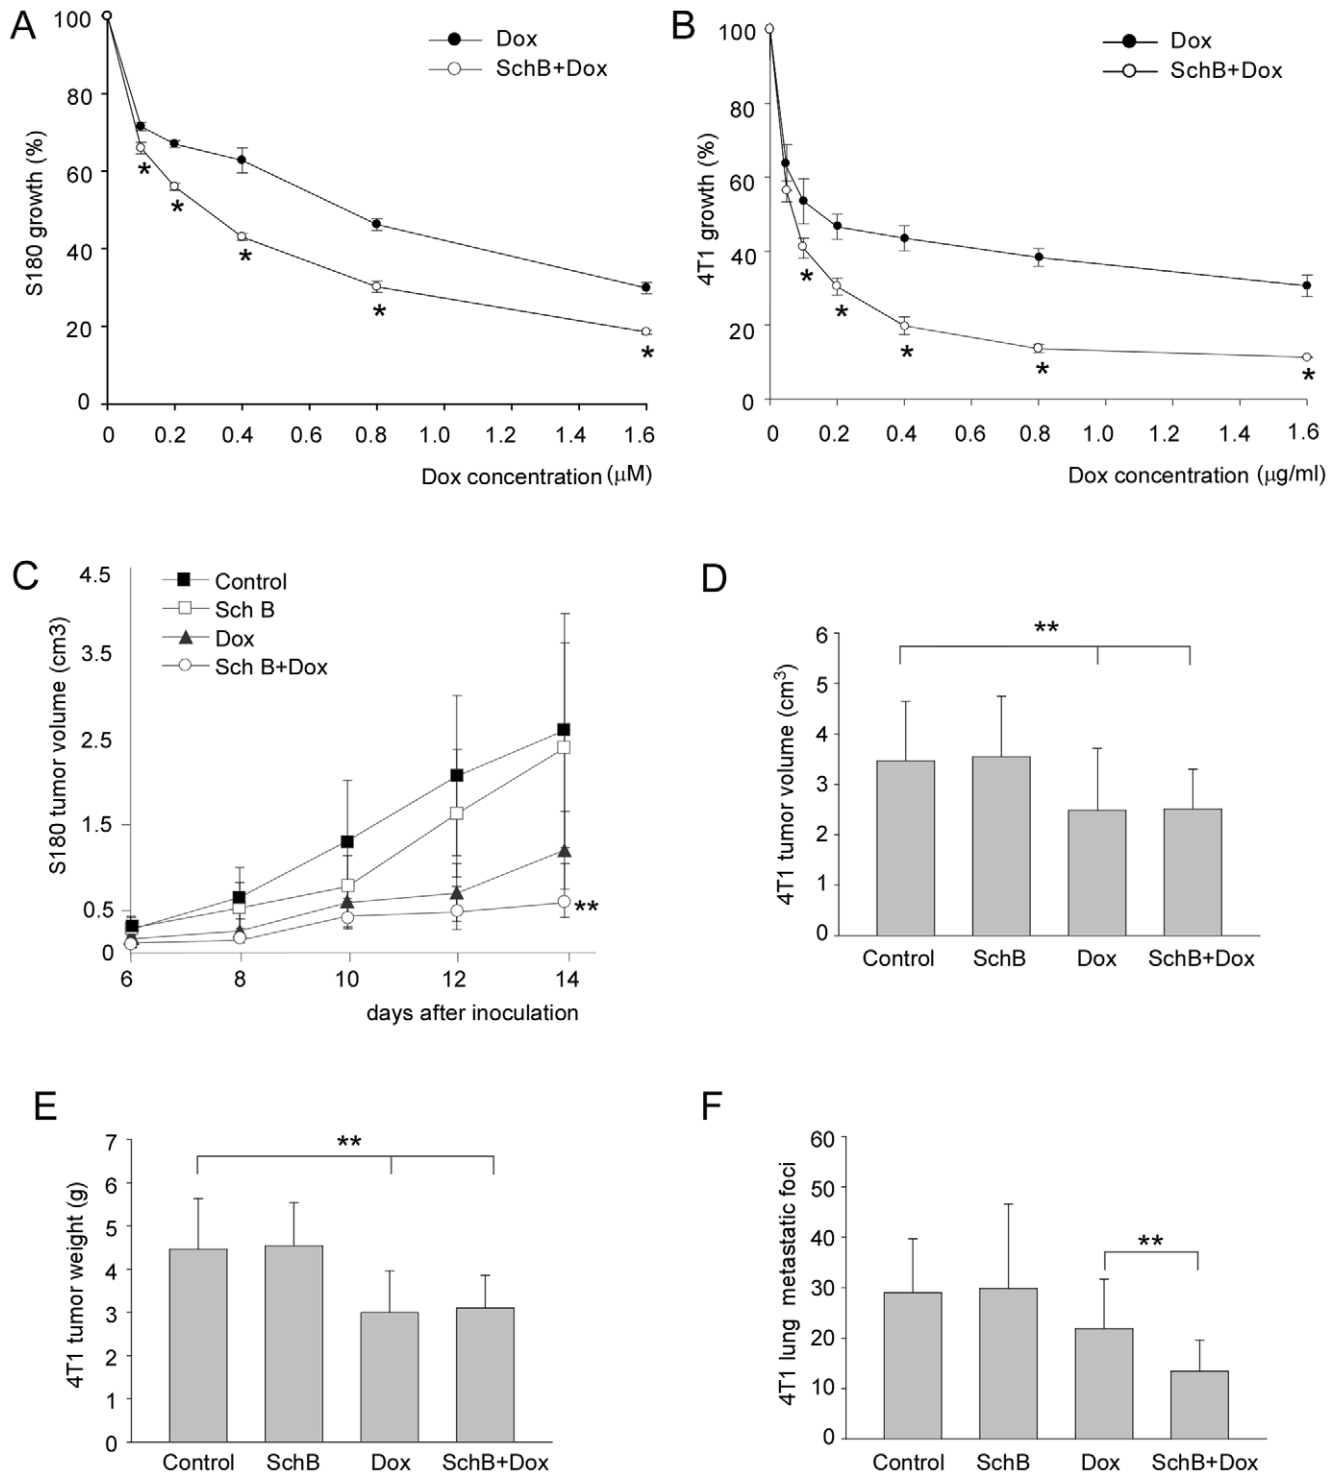 A
100
80
60
40
20
0
S180 growth (%)
Dox
SchB+Dox
*
*
*
*
*
0 0.2 0.4 0.6 0.8 1.0 1.2 1.4 1.6
Dox concentration (μM)
B
100
80
60
40
20
0
4T1 growth (%)
Dox
SchB+Dox
*
*
*
*
*
0 0.2 0.4 0.6 0.8 1.0 1.2 1.4 1.6
Dox concentration (μg/ml)
C
4.5
3.5
2.5
1.5
0.5
0
S180 tumor volume (cm3)
Control
Sch B
Dox
Sch B+Dox
**
6 8 10 12 14
days after inoculation
D
6
5
4
3
2
1
0
4T1 tumor volume (cm³)
**
Control SchB Dox SchB+Dox
E
7
6
5
4
3
2
1
0
4T1 tumor weight (g)
**
Control SchB Dox SchB+Dox
F
60
50
40
30
20
10
0
4T1 lung metastatic foci
**
Control SchB Dox SchB+Dox